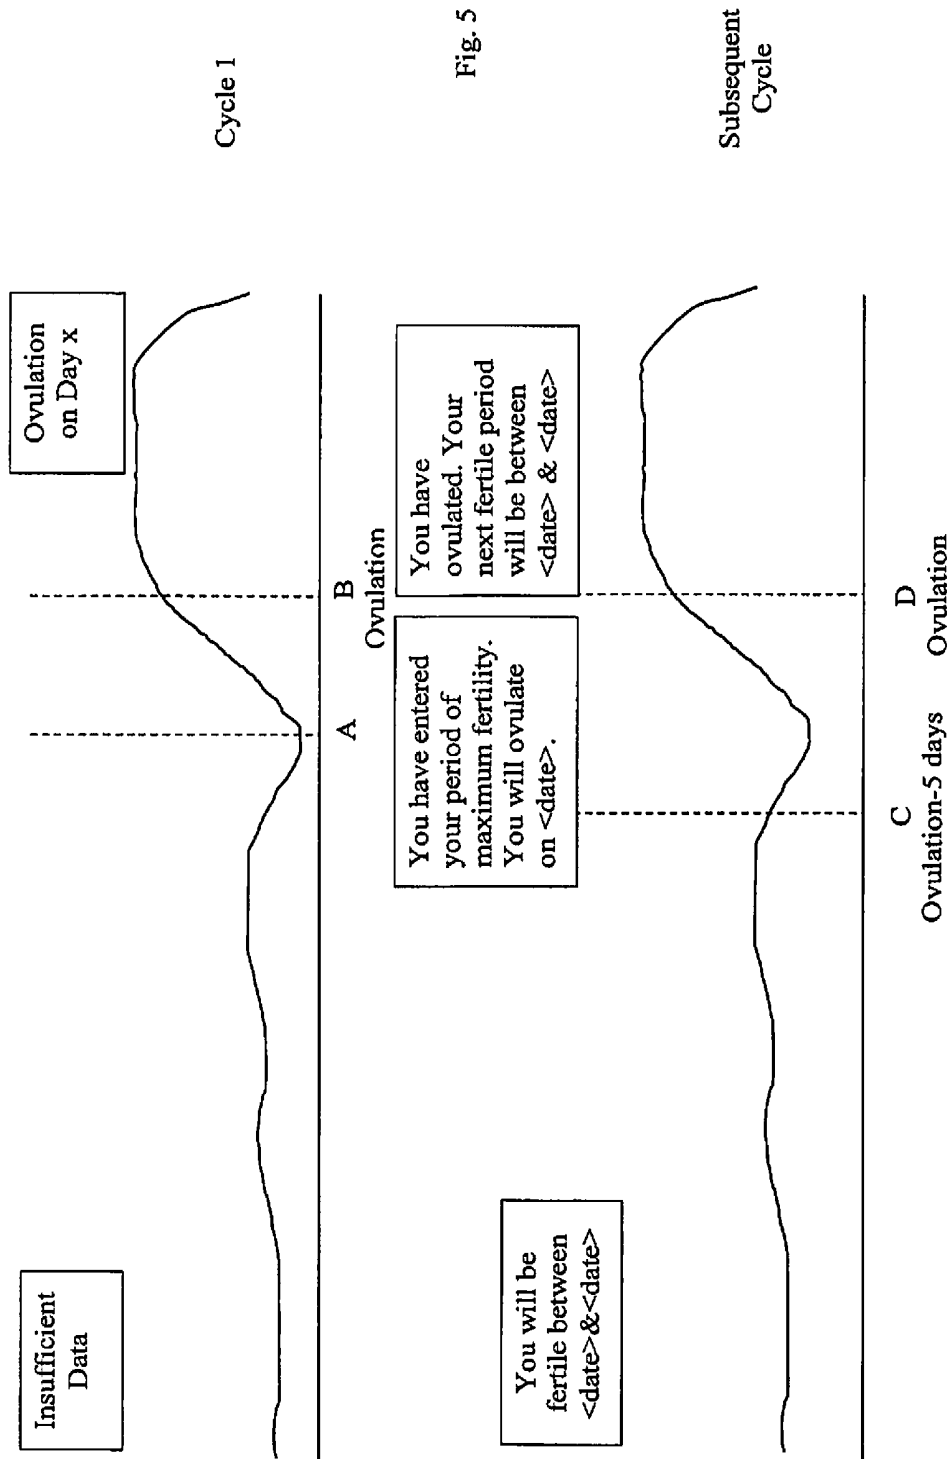 Insufficient
Data
Ovulation
on Day x
Cycle 1
A
B
Ovulation
Fig. 5
You will be
fertile between
<date>&<date>
You have entered
your period of
maximum fertility.
You will ovulate
on <date>.
You have
ovulated. Your
next fertile period
will be between
<date> & <date>
Subsequent
Cycle
C
Ovulation-5 days
D
Ovulation